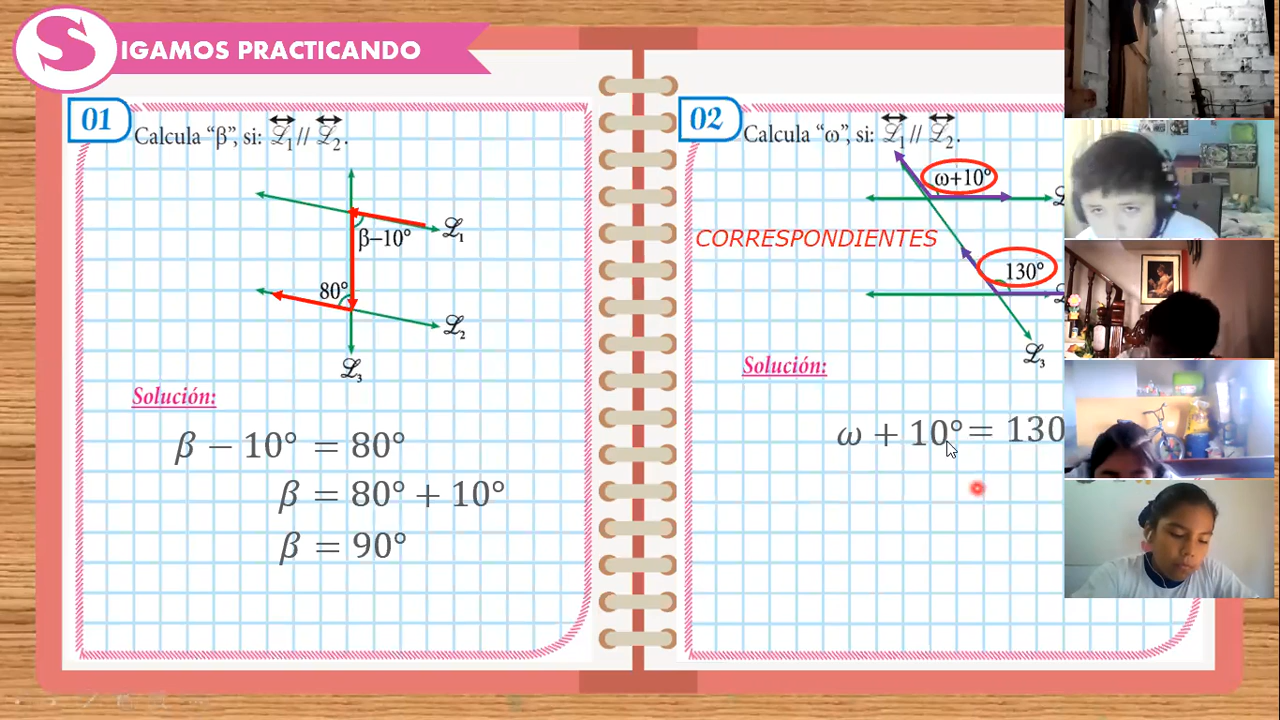 SIGAMOS PRACTICANDO
01
Calcula “β”, si: ℒ₁ // ℒ₂.
β–10°
ℒ₁
80°
ℒ₂
ℒ₃
Solución:
β − 10° = 80°
β = 80° + 10°
β = 90°
02
Calcula “ω”, si: ℒ₁ // ℒ₂.
ω+10°
CORRESPONDIENTES
130°
ℒ₃
Solución:
ω + 10° = 130